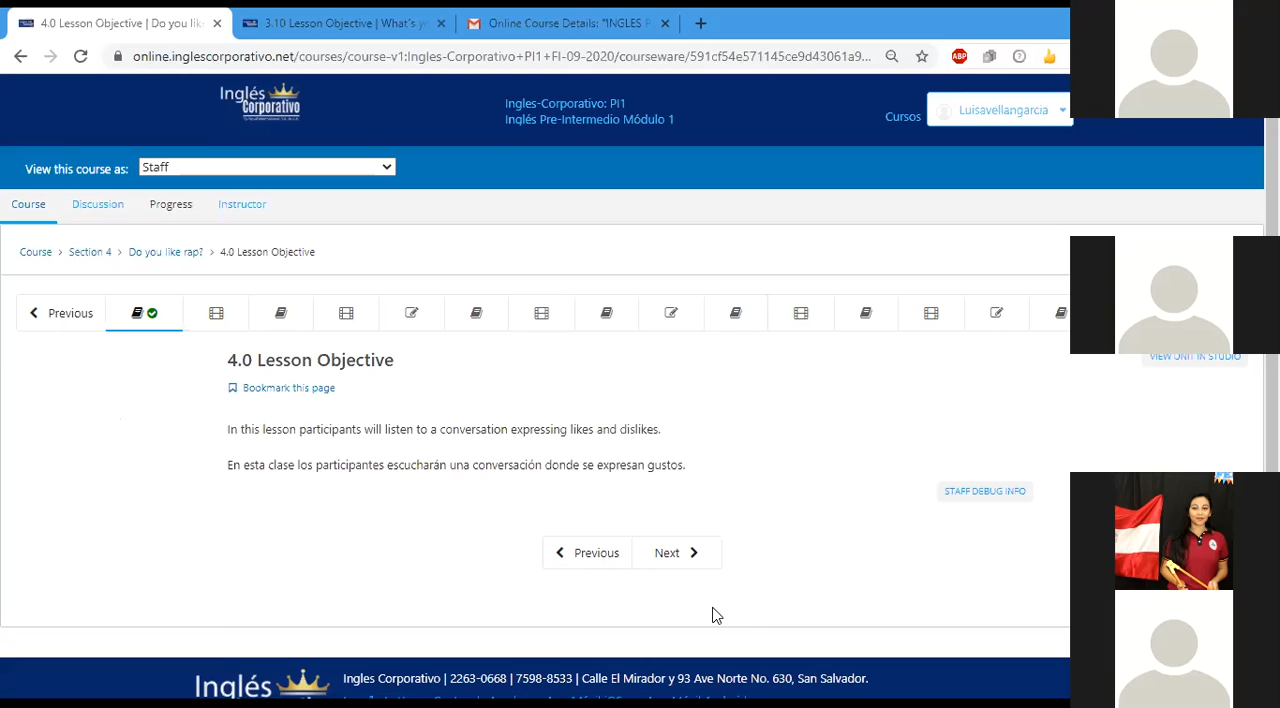 4.0 Lesson Objective | Do you lik
3.10 Lesson Objective | What's y
Online Course Details: "INGLES P
online.inglescorporativo.net/courses/course-v1:Ingles-Corporativo+PI1+FI-09-2020/courseware/591cf54e571145ce9d43061a9...
ABP
Inglés
Corporativo
Ingles-Corporativo: PI1
Inglés Pre-Intermedio Módulo 1
Cursos
Luisavellangarcia
View this course as:
Staff
Course
Discussion
Progress
Instructor
Course > Section 4 > Do you like rap? > 4.0 Lesson Objective
Previous
VIEW UNIT IN STUDIO
4.0 Lesson Objective
Bookmark this page
In this lesson participants will listen to a conversation expressing likes and dislikes.
En esta clase los participantes escucharán una conversación donde se expresan gustos.
STAFF DEBUG INFO
Previous
Next
Inglés
Ingles Corporativo | 2263-0668 | 7598-8533 | Calle El Mirador y 93 Ave Norte No. 630, San Salvador.